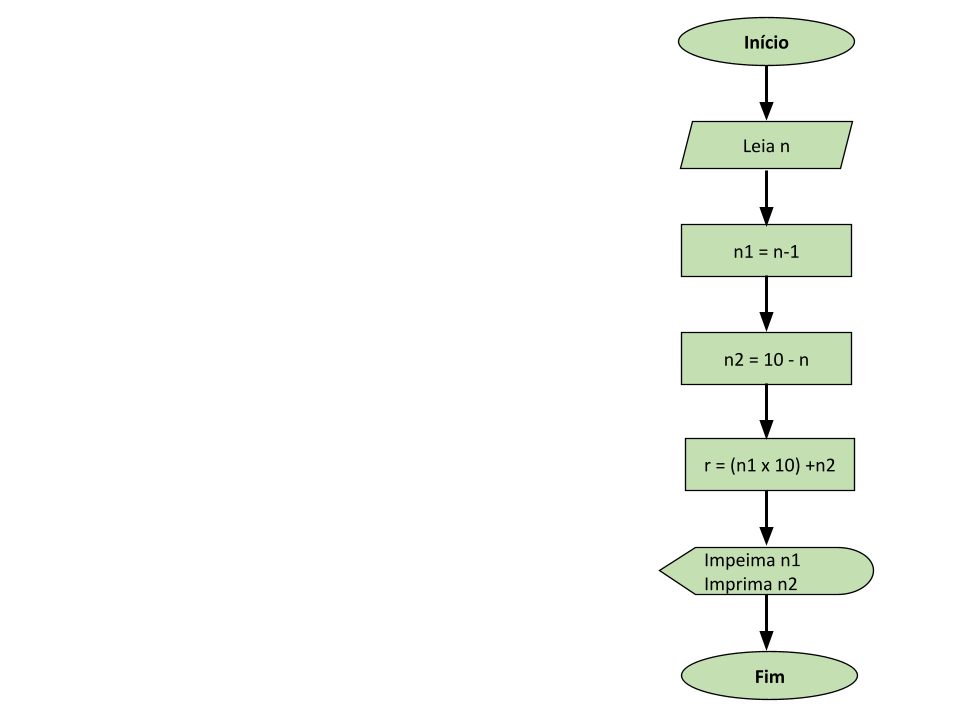 Início
Leia n
n1 = n-1
n2 = 10 - n
r = (n1 x 10) +n2
Impeima n1
Imprima n2
Fim